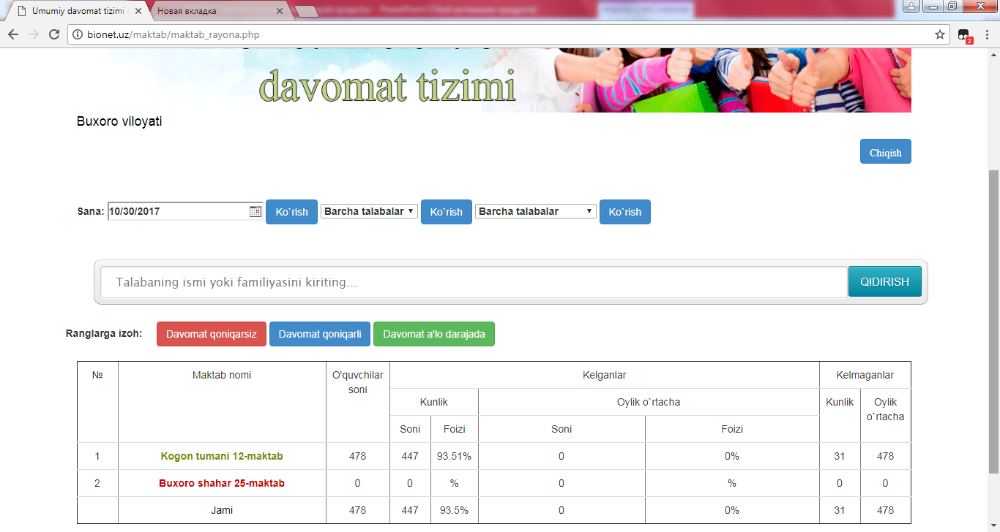 Umumiy davomat tizimi
Новая вкладка
bionet.uz/maktab/maktab_rayona.php
2
davomat tizimi
Buxoro viloyati
Chiqish
Sana: 10/30/2017 Ko`rish Barcha talabalar Ko`rish Barcha talabalar Ko`rish
Talabaning ismi yoki familiyasini kiriting...
QIDIRISH
Ranglarga izoh: Davomat qoniqarsiz Davomat qoniqarli Davomat a'lo darajada
№ Maktab nomi O'quvchilar soni Kelganlar Kelmaganlar
Kunlik Oylik o`rtacha Kunlik Oylik o`rtacha
Soni Foizi Soni Foizi
1 Kogon tumani 12-maktab 478 447 93.51% 0 0% 31 478
2 Buxoro shahar 25-maktab 0 0 % 0 % 0 0
Jami 478 447 93.5% 0 0% 31 478